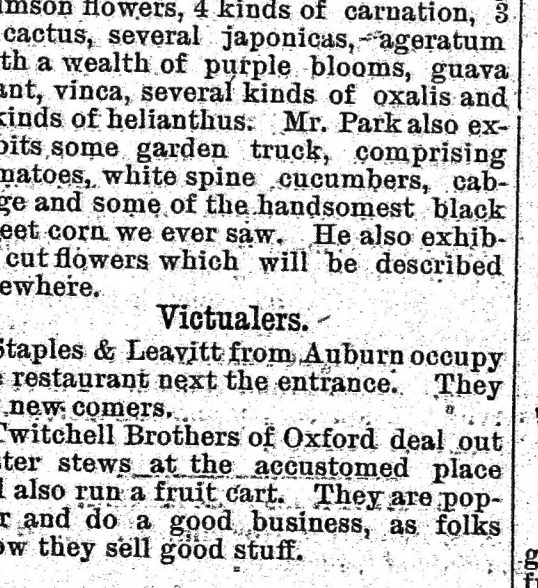 imson flowers, 4 kinds of carnation, 3
cactus, several japonicas, ageratum
th a wealth of purple blooms, guava
ant, vinca, several kinds of oxalis and
kinds of helianthus. Mr. Park also ex-
bits some garden truck, comprising
matoes, white spine cucumbers, cab-
ge and some of the handsomest black
eet corn we ever saw. He also exhib-
cut flowers which will be described
ewhere.
Victualers.
Staples & Leavitt from Auburn occupy
e restaurant next the entrance. They
new comers.
Twitchell Brothers of Oxford deal out
ster stews at the accustomed place
d also run a fruit cart. They are pop-
r and do a good business, as folks
ow they sell good stuff.
g
f